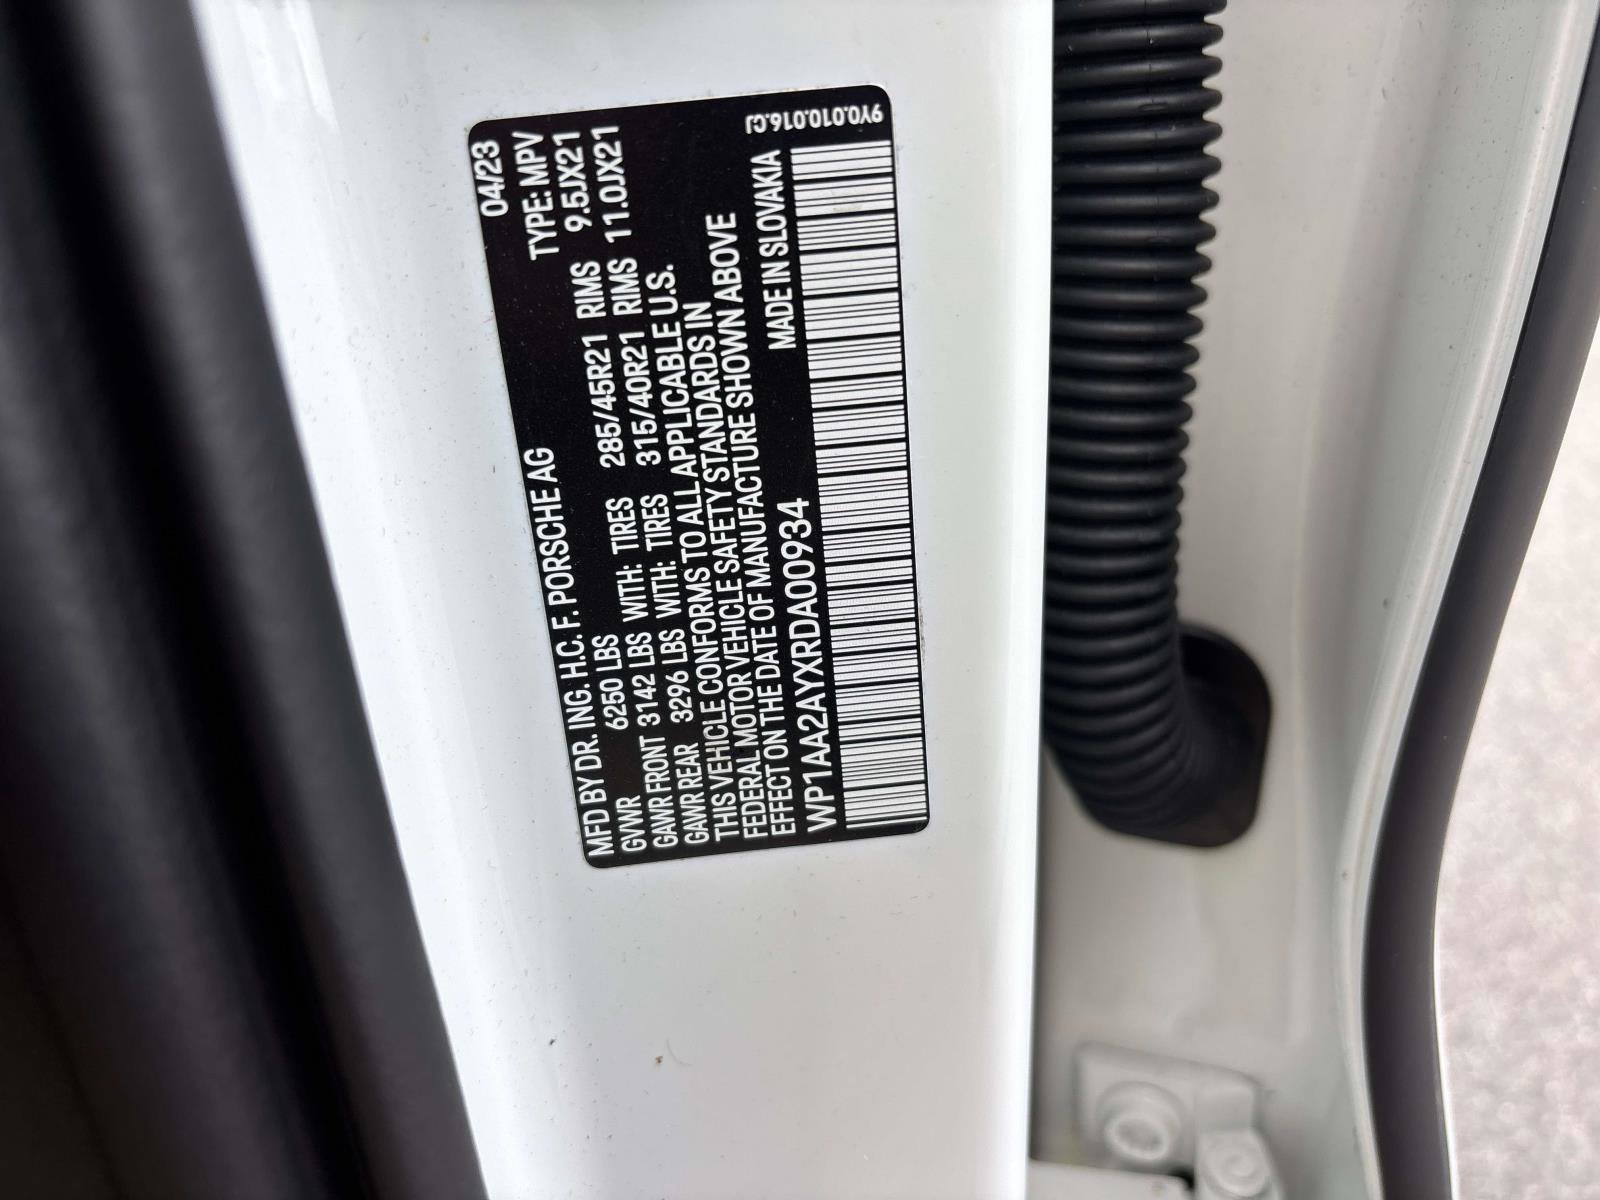 04/23
MFD BY DR. ING. H.C. F. PORSCHE AG TYPE: MPV
GVWR 6250 LBS WITH: TIRES 285/45R21 RIMS 9.5JX21
GAWR FRONT 3142 LBS WITH: TIRES 315/40R21 RIMS 11.0JX21
GAWR REAR 3296 LBS
THIS VEHICLE CONFORMS TO ALL APPLICABLE U.S.
FEDERAL MOTOR VEHICLE SAFETY STANDARDS IN
EFFECT ON THE DATE OF MANUFACTURE SHOWN ABOVE
WP1AA2AYXRDA00934 MADE IN SLOVAKIA
9Y0.010.016.CJ